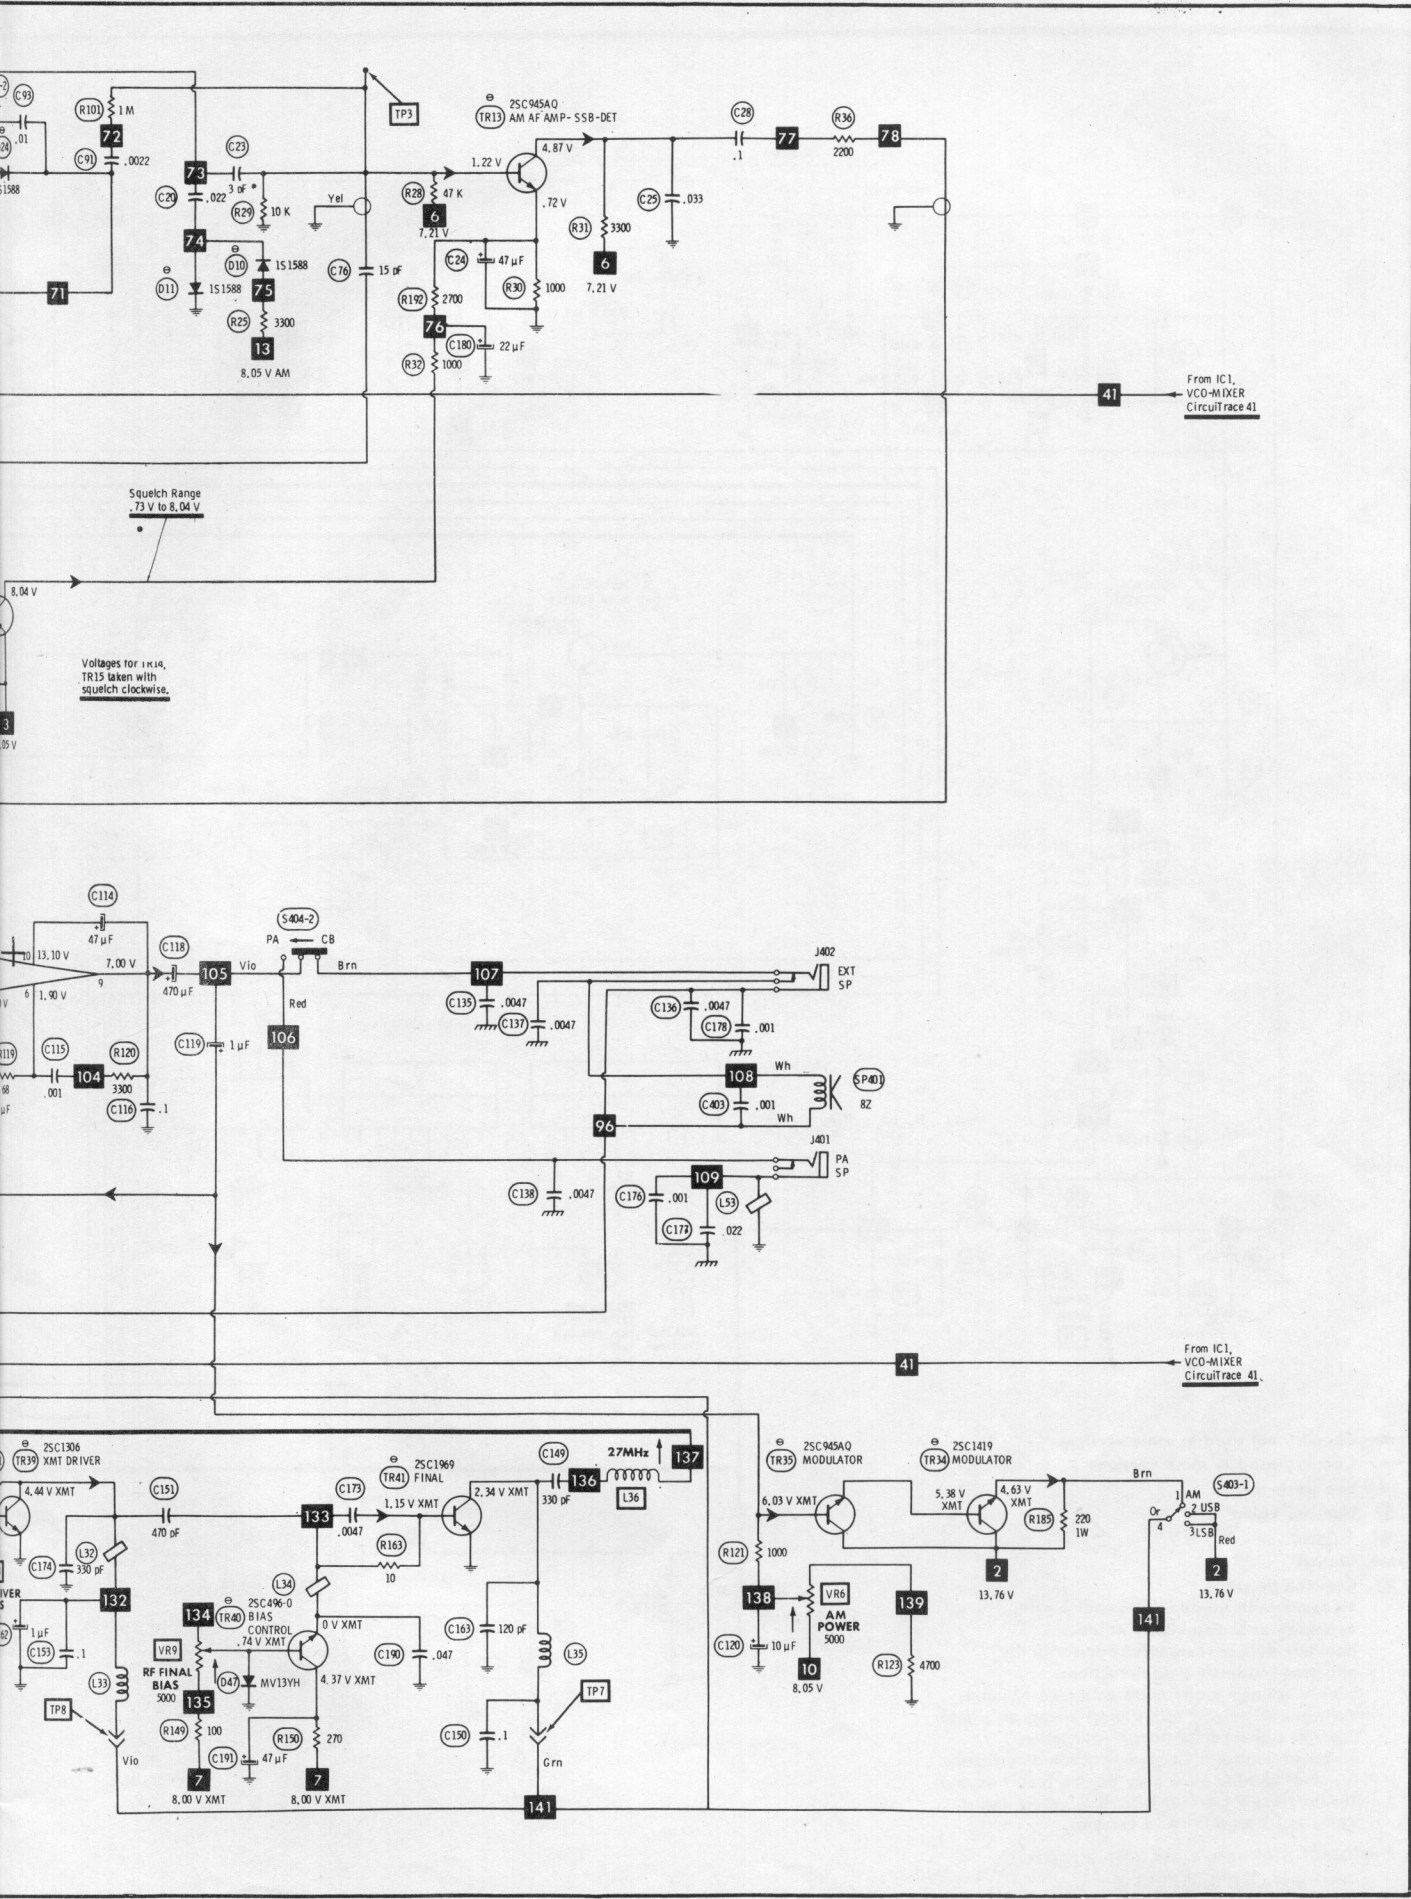 C93
.01
S1588
R101
1 M
72
C91
.0022
71
TP3
C23
3 pF
73
C20
.022
R29
10 K
Yel
74
D10
1S1588
D11
1S1588
75
R25
3300
13
8.05 V AM
C76
15 pF
2SC945AQ
TR13 AM AF AMP- SSB-DET
1.22 V
4.87 V
.72 V
R28
47 K
6
7.21 V
C24
47 µF
R30
1000
R192
2700
76
C180
22 µF
R32
1000
R31
3300
6
7.21 V
C25
.033
C28
.1
77
R36
2200
78
41
From IC1,
VCO-MIXER
CircuiTrace 41
Squelch Range
.73 V to 8.04 V
8.04 V
Voltages for TR14,
TR15 taken with
squelch clockwise.
3
.05 V
C114
47 µF
10
13.10 V
7.00 V
9
6
1.90 V
C118
470 µF
105
Vio
S404-2
PA
CB
Brn
Red
106
107
C135
.0047
C137
.0047
C136
.0047
C178
.001
J402
EXT
SP
108
Wh
SP401
8Z
C403
.001
Wh
96
J401
PA
SP
109
C138
.0047
C176
.001
C177
.022
L53
C119
1 µF
R119
68
µF
C115
.001
104
R120
3300
C116
.1
41
From IC1,
VCO-MIXER
CircuiTrace 41
2SC1306
TR39 XMT DRIVER
4.44 V XMT
C151
470 pF
C174
330 pF
L32
132
1 µF
C153
.1
L33
TP8
Vio
133
C173
.0047
R163
10
1.15 V XMT
2SC1969
TR41 FINAL
2.34 V XMT
C149
330 pF
136
27MHz
L36
137
L34
134
2SC496-0
TR40 BIAS
CONTROL
.74 V XMT
0 V XMT
4.37 V XMT
VR9
RF FINAL
BIAS
5000
135
D47
MV13YH
R149
100
7
8.00 V XMT
C191
47 µF
R150
270
7
8.00 V XMT
C190
.047
C163
120 pF
L35
TP7
C150
.1
Grn
141
2SC945AQ
TR35 MODULATOR
6.03 V XMT
2SC1419
TR34 MODULATOR
5.38 V
XMT
4.63 V
XMT
R185
220
1W
2
13.76 V
R121
1000
138
VR6
AM
POWER
5000
C120
10 µF
10
8.05 V
139
R123
4700
Brn
S403-1
1 AM
2 USB
3 LSB
Or
4
Red
2
13.76 V
141